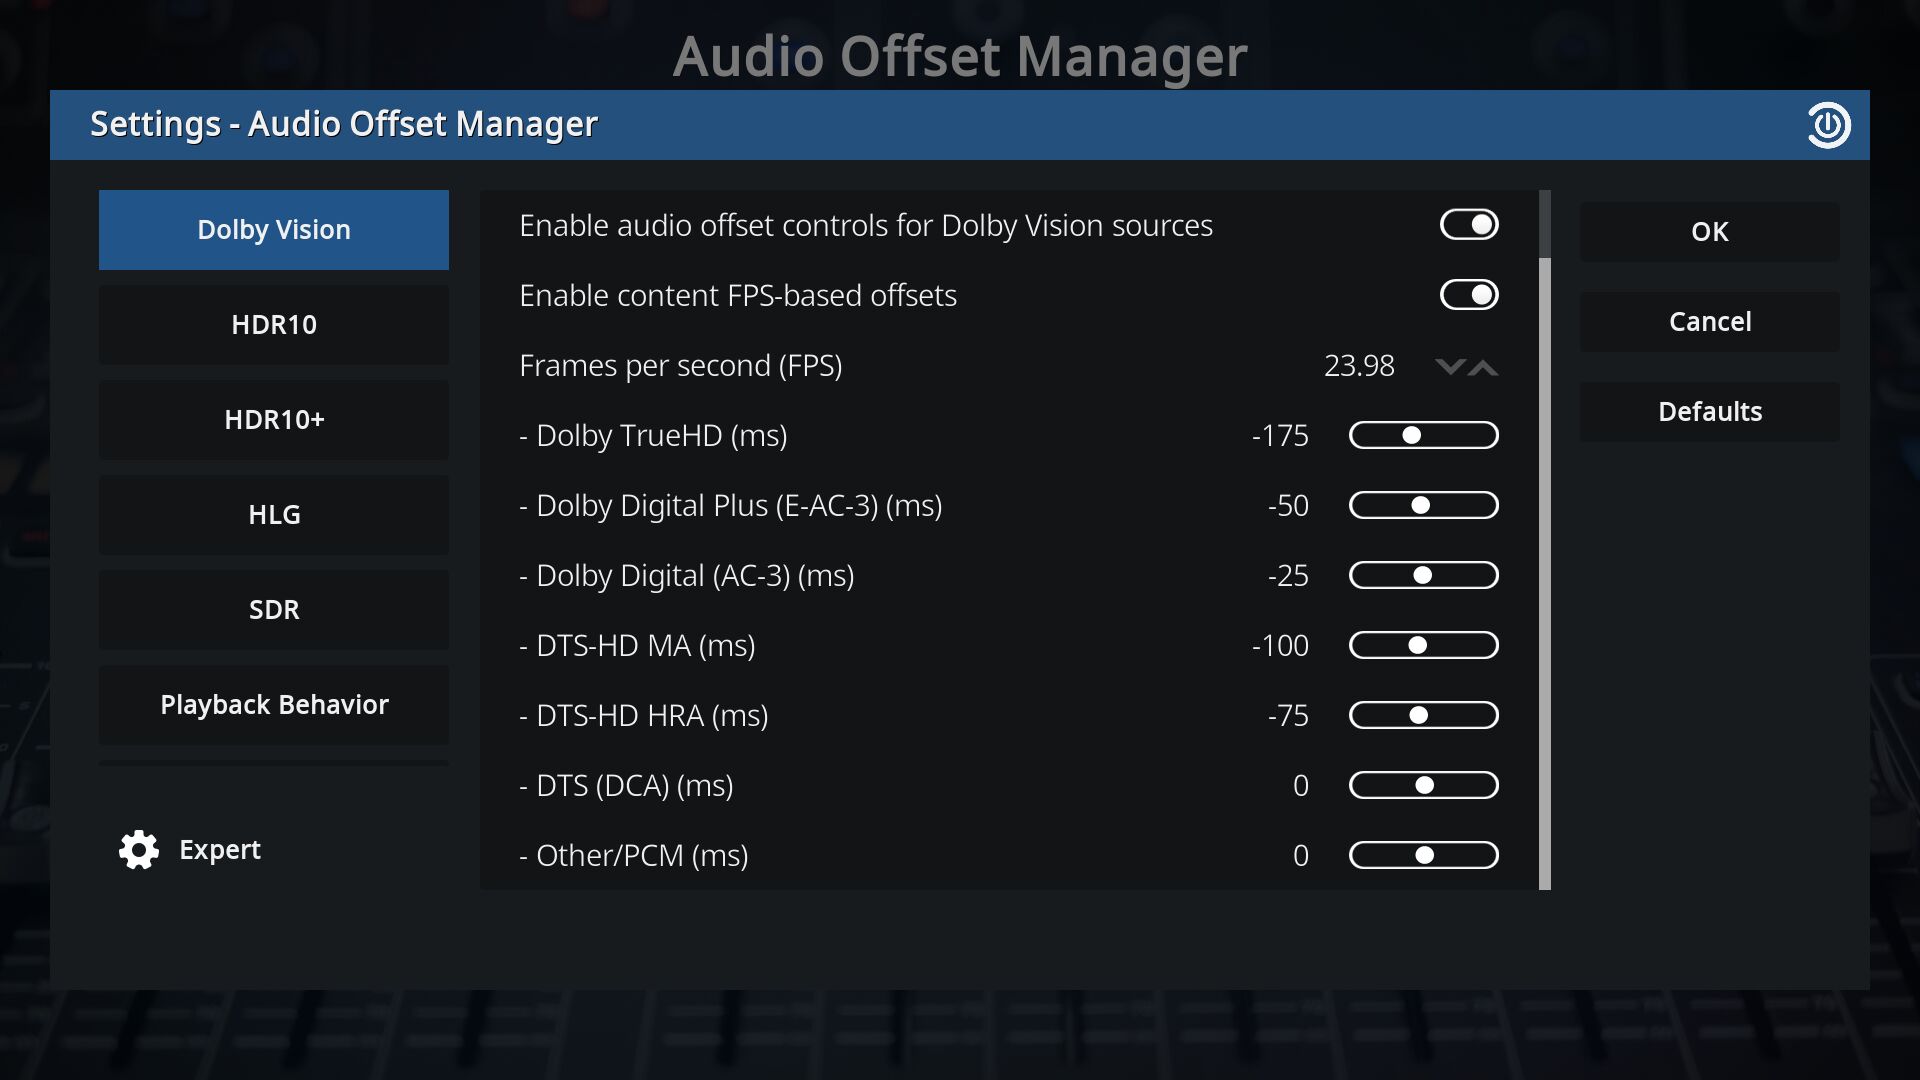 Audio Offset Manager
Settings - Audio Offset Manager
Dolby Vision
HDR10
HDR10+
HLG
SDR
Playback Behavior
Expert
Enable audio offset controls for Dolby Vision sources
Enable content FPS-based offsets
Frames per second (FPS) 23.98
- Dolby TrueHD (ms) -175
- Dolby Digital Plus (E-AC-3) (ms) -50
- Dolby Digital (AC-3) (ms) -25
- DTS-HD MA (ms) -100
- DTS-HD HRA (ms) -75
- DTS (DCA) (ms) 0
- Other/PCM (ms) 0
OK
Cancel
Defaults